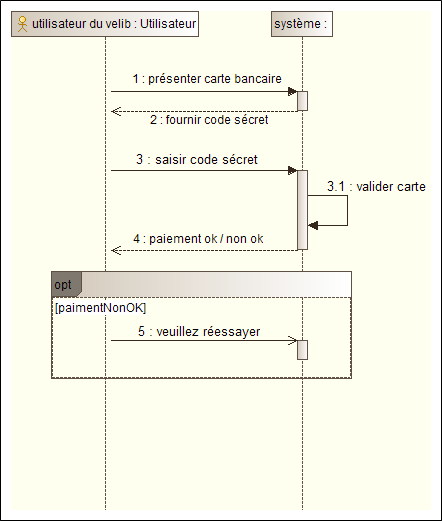 utilisateur du velib : Utilisateur
système :
1 : présenter carte bancaire
2 : fournir code sécret
3 : saisir code sécret
3.1 : valider carte
4 : paiement ok / non ok
opt
[paimentNonOK]
5 : veuillez réessayer